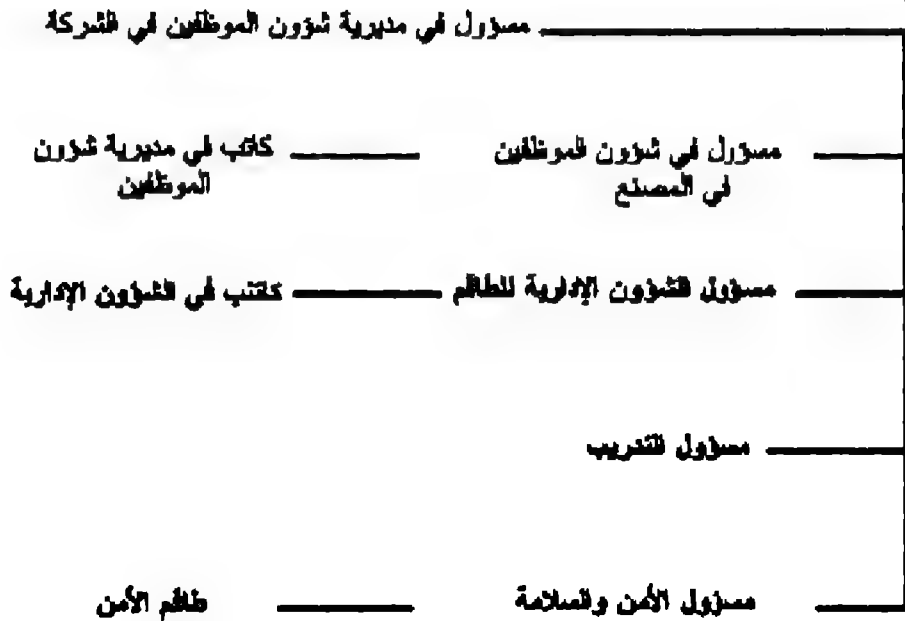 مسؤول في مديرية شؤون الموظفين في الشركة
مسؤول في شؤون الموظفين
في المصنع
كاتب في مديرية شؤون
الموظفين
مسؤول الشؤون الإدارية للطاقم
كاتب في الشؤون الإدارية
مسؤول التدريب
مسؤول الأمن والسلامة
طاقم الأمن